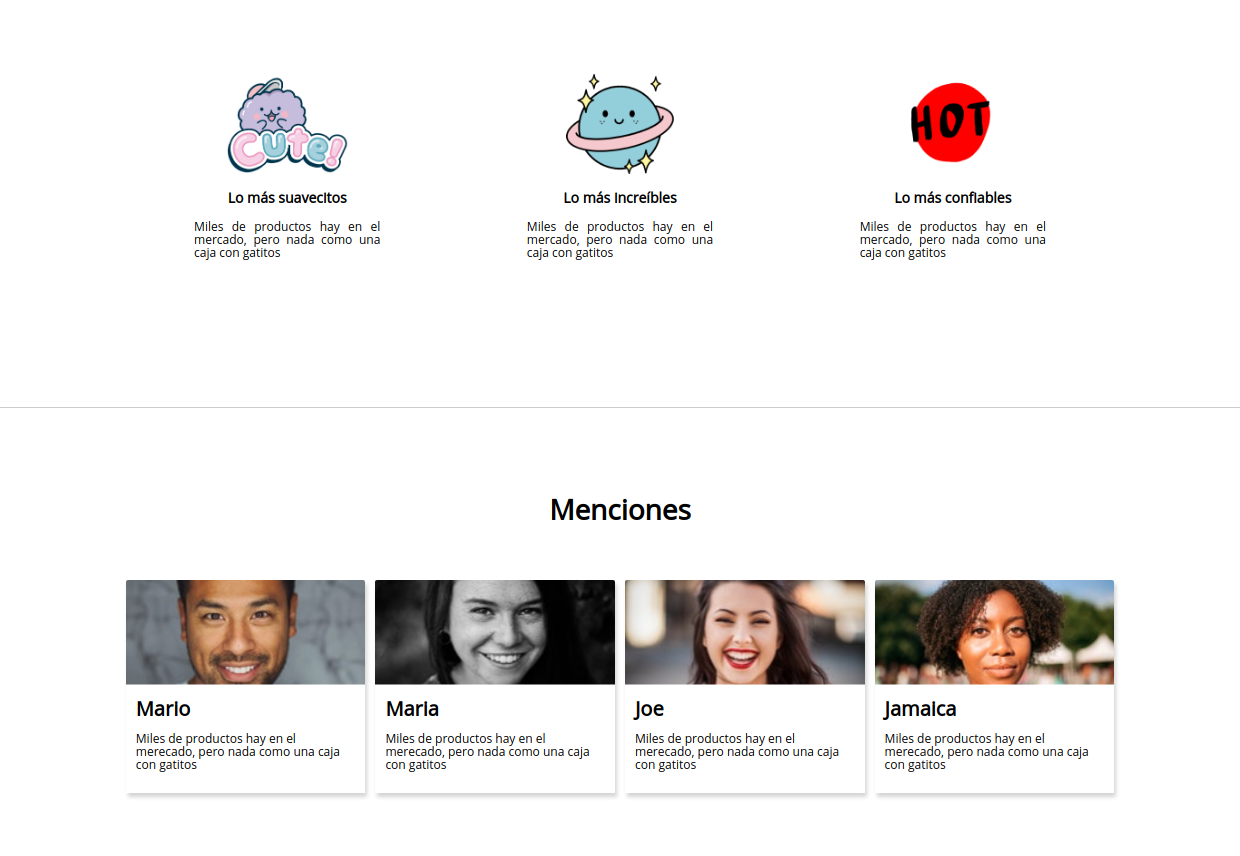 Cute!
HOT
Lo más suavecitos
Lo más Increíbles
Lo más confiables
Miles de productos hay en el
mercado, pero nada como una
caja con gatitos
Miles de productos hay en el
mercado, pero nada como una
caja con gatitos
Miles de productos hay en el
mercado, pero nada como una
caja con gatitos
Menciones
Mario
Miles de productos hay en el
merecado, pero nada como una caja
con gatitos
Maria
Miles de productos hay en el
merecado, pero nada como una caja
con gatitos
Joe
Miles de productos hay en el
merecado, pero nada como una caja
con gatitos
Jamaica
Miles de productos hay en el
merecado, pero nada como una caja
con gatitos